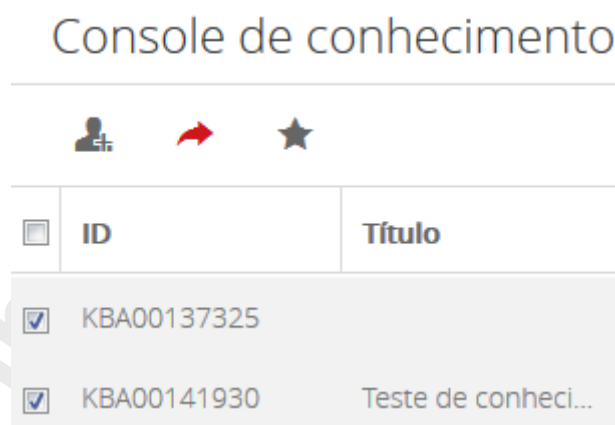 Console de conhecimento
ID Título
KBA00137325
KBA00141930 Teste de conheci...